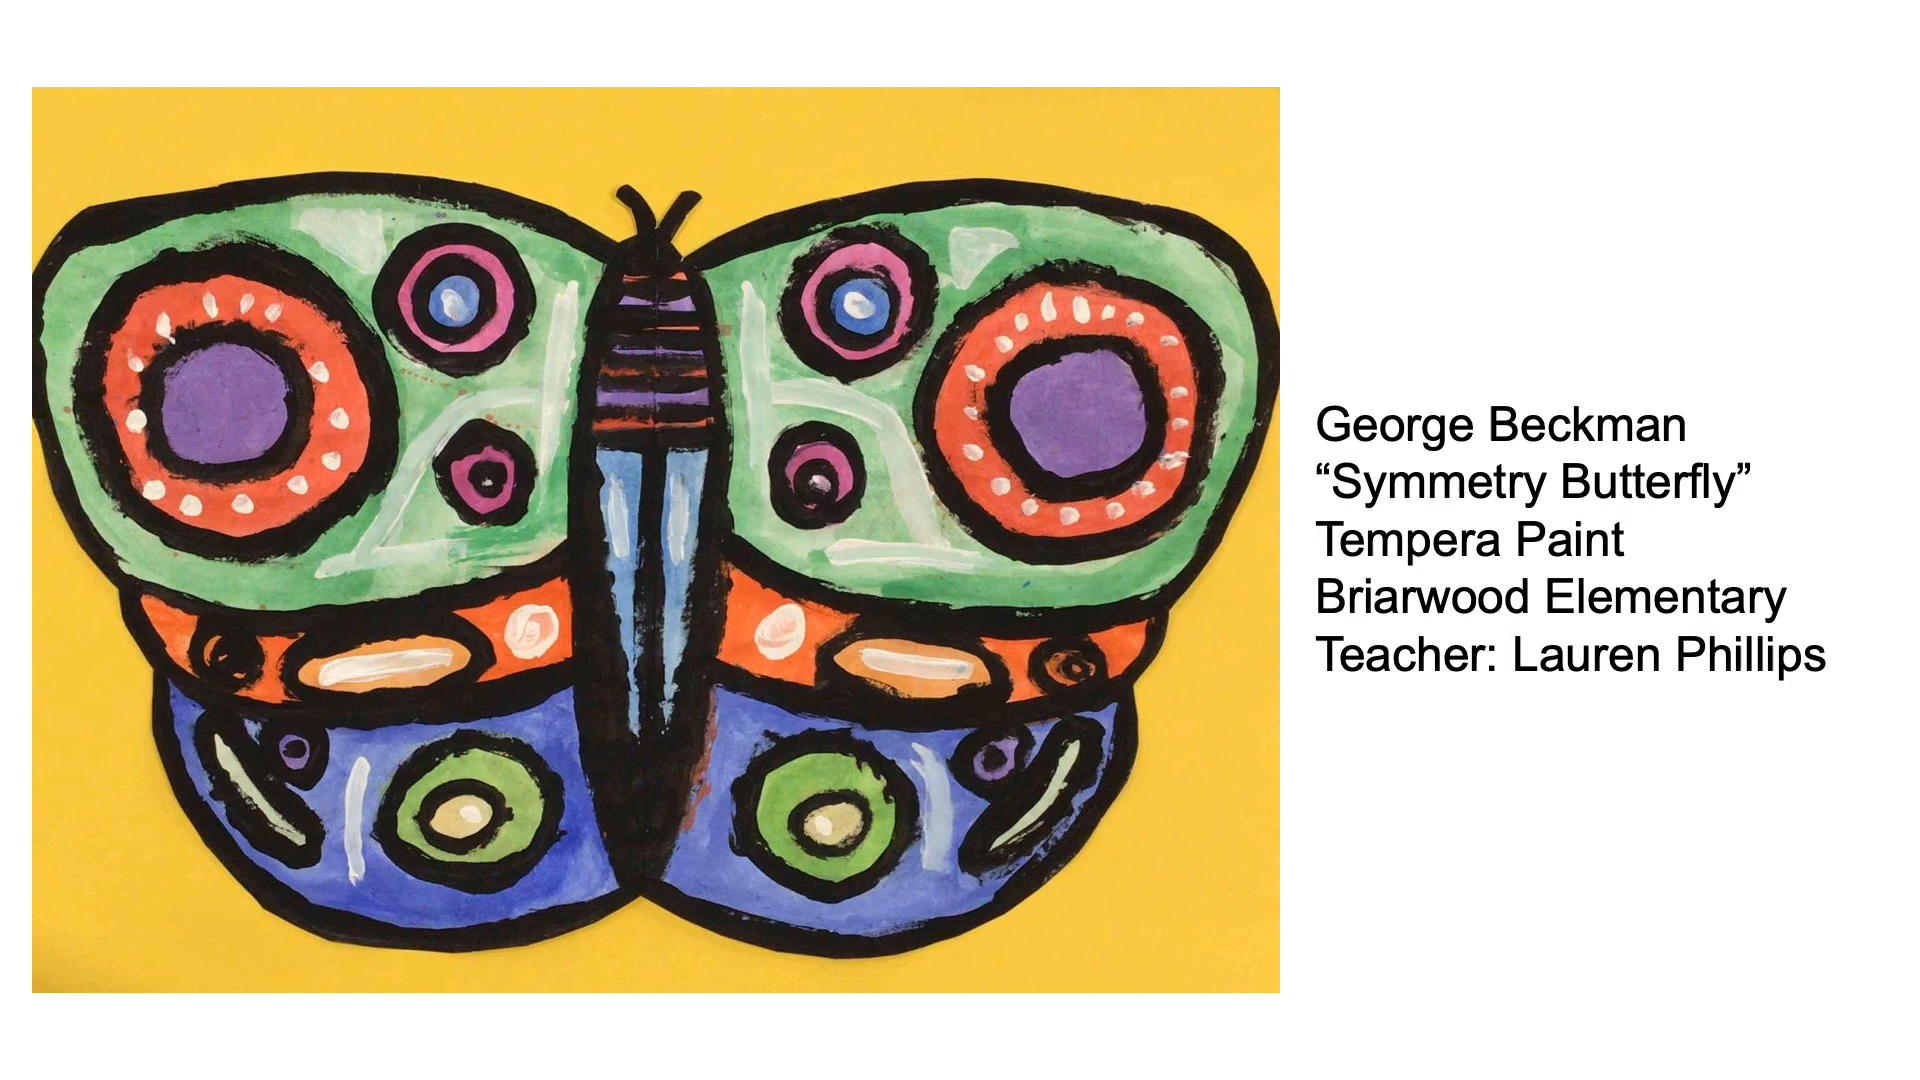 George Beckman
“Symmetry Butterfly”
Tempera Paint
Briarwood Elementary
Teacher: Lauren Phillips